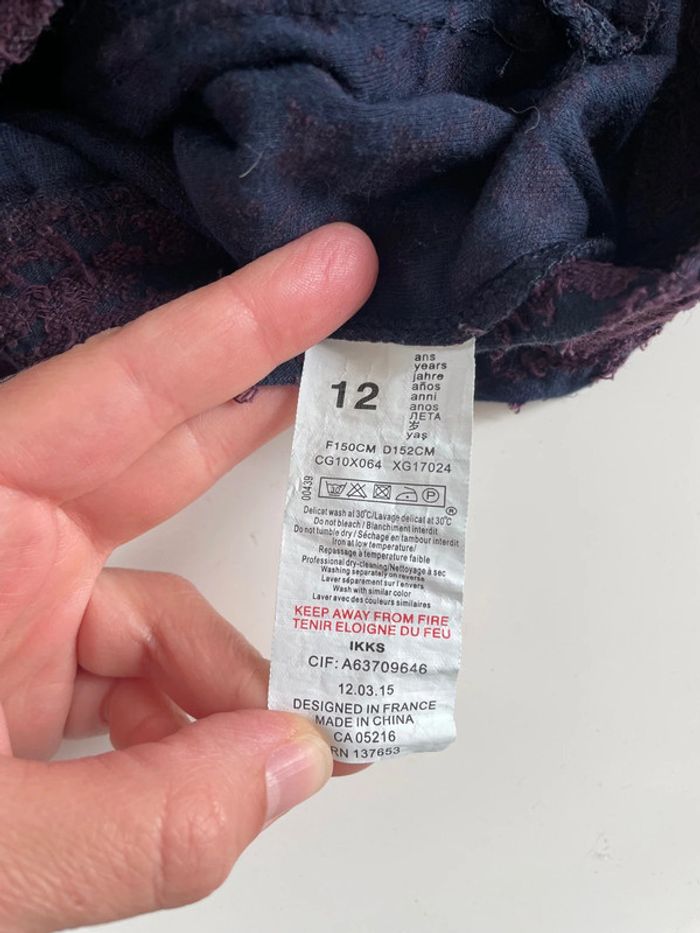 12
ans
years
jahre
años
anni
anos
ЛЕТА
岁
yaş
F150CM D152CM
CG10X064 XG17024
00439
P
®
Delicat wash at 30°C/Lavage delicat at 30°C
Do not bleach / Blanchiment interdit
Do not tumble dry / Séchage en tambour interdit
Iron at low temperature/
Repassage à température faible
Professional dry-cleaning/Nettoyage à sec
Washing separately on reverse
Laver séparement sur l'envers
Wash with similar color
Laver avec des couleurs similaires
KEEP AWAY FROM FIRE
TENIR ELOIGNE DU FEU
IKKS
CIF: A63709646
12.03.15
DESIGNED IN FRANCE
MADE IN CHINA
CA 05216
RN 137653